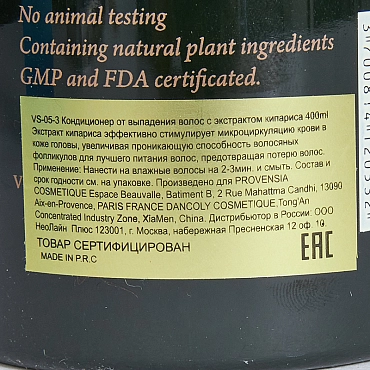 No animal testing
Containing natural plant ingredients
GMP and FDA certificated.
VS-05-3 Кондиционер от выпадения волос с экстрактом кипариса 400ml
Экстракт кипариса эффективно стимулирует микроциркуляцию крови в
коже головы, увеличивая проникающую способность волосяных
фолликулов для лучшего питания волос, предотвращая потерю волос.
Применение: Нанести на влажные волосы на 2-3мин. и смыть. Состав и
срок годности см. на упаковке. Произведено для PROVENSIA
COSMETIQUE Espace Beauvalle, Batiment B, 2 Rue Mahattma Candhi, 13090
Aix-en-Provence, PARIS FRANCE DANCOLY COSMETIQUE,Tong'An
Concentrated Industry Zone, XiaMen, China. Дистрибьютор в России: ООО
НеоЛайн Плюс 123001, г. Москва, набережная Пресненская 12 оф. 10
ТОВАР СЕРТИФИЦИРОВАН
MADE IN P.R.C
EAC